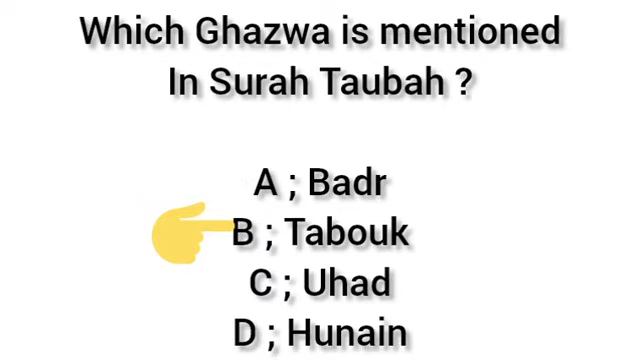 Which Ghazwa is mentioned
In Surah Taubah ?
A ; Badr
B ; Tabouk
C ; Uhad
D ; Hunain